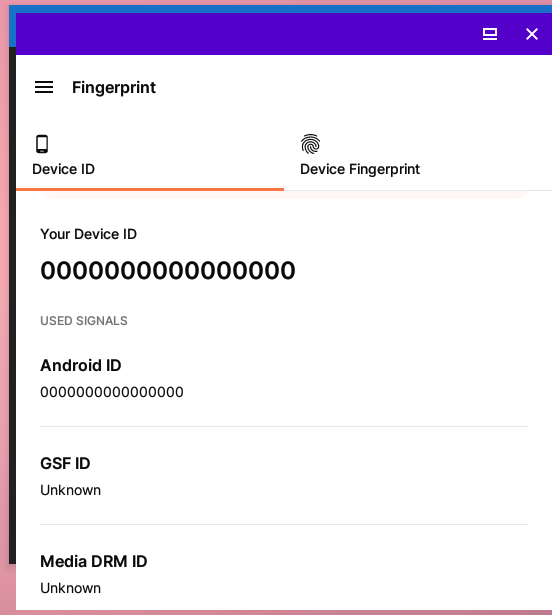 Fingerprint
Device ID
Device Fingerprint
Your Device ID
0000000000000000
USED SIGNALS
Android ID
0000000000000000
GSF ID
Unknown
Media DRM ID
Unknown